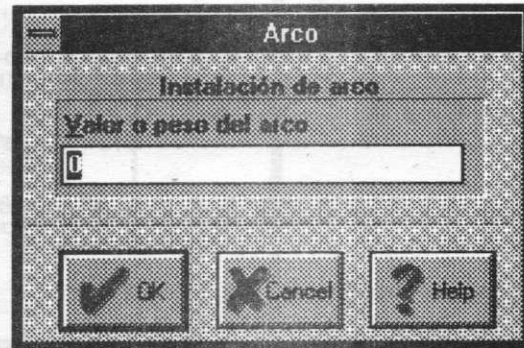 Arco
Instalación de arco
Valor o peso del arco
0
OK Cancel Help